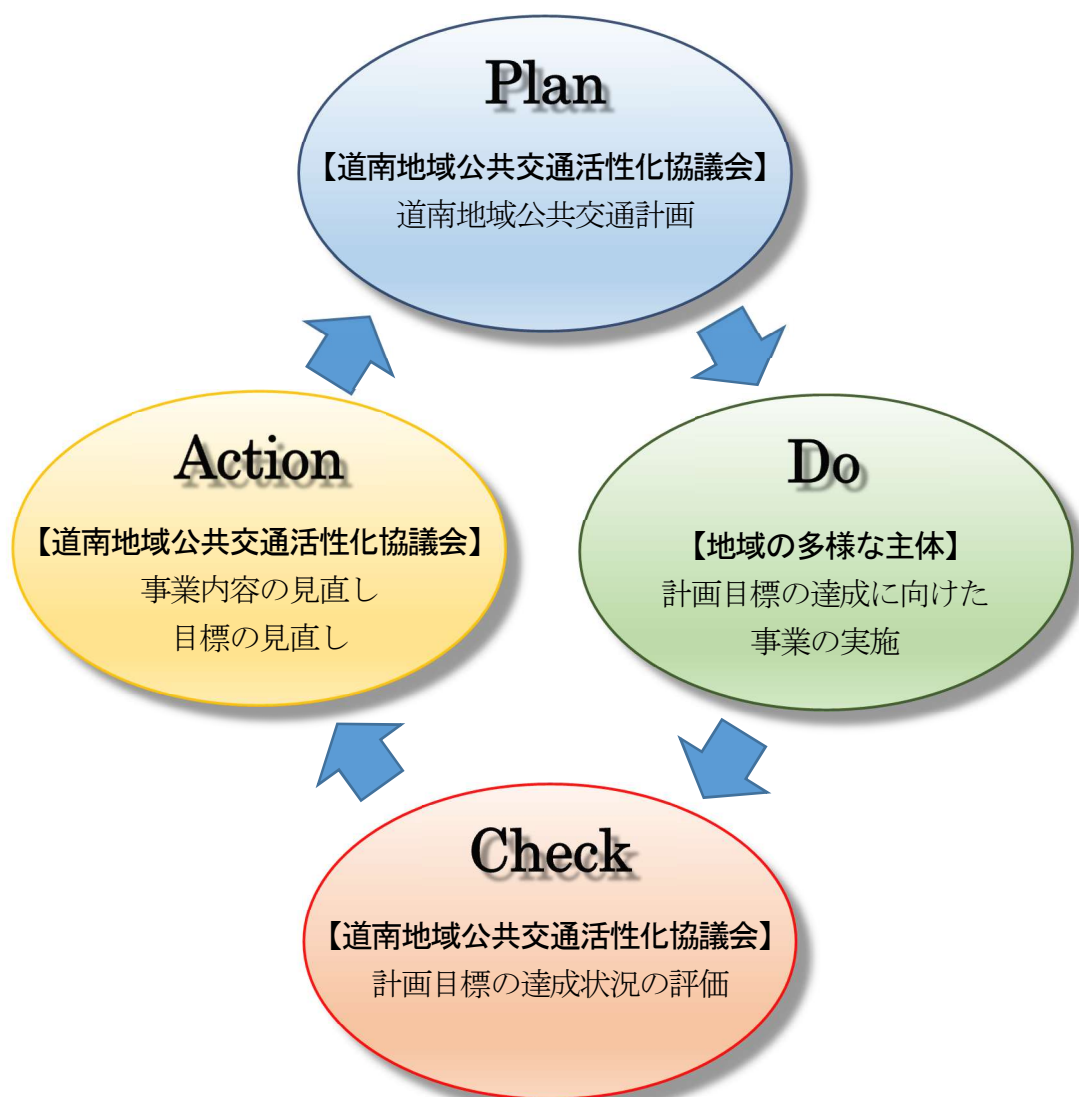 Plan
【道南地域公共交通活性化協議会】
道南地域公共交通計画
Action
【道南地域公共交通活性化協議会】
事業内容の見直し
目標の見直し
Do
【地域の多様な主体】
計画目標の達成に向けた
事業の実施
Check
【道南地域公共交通活性化協議会】
計画目標の達成状況の評価